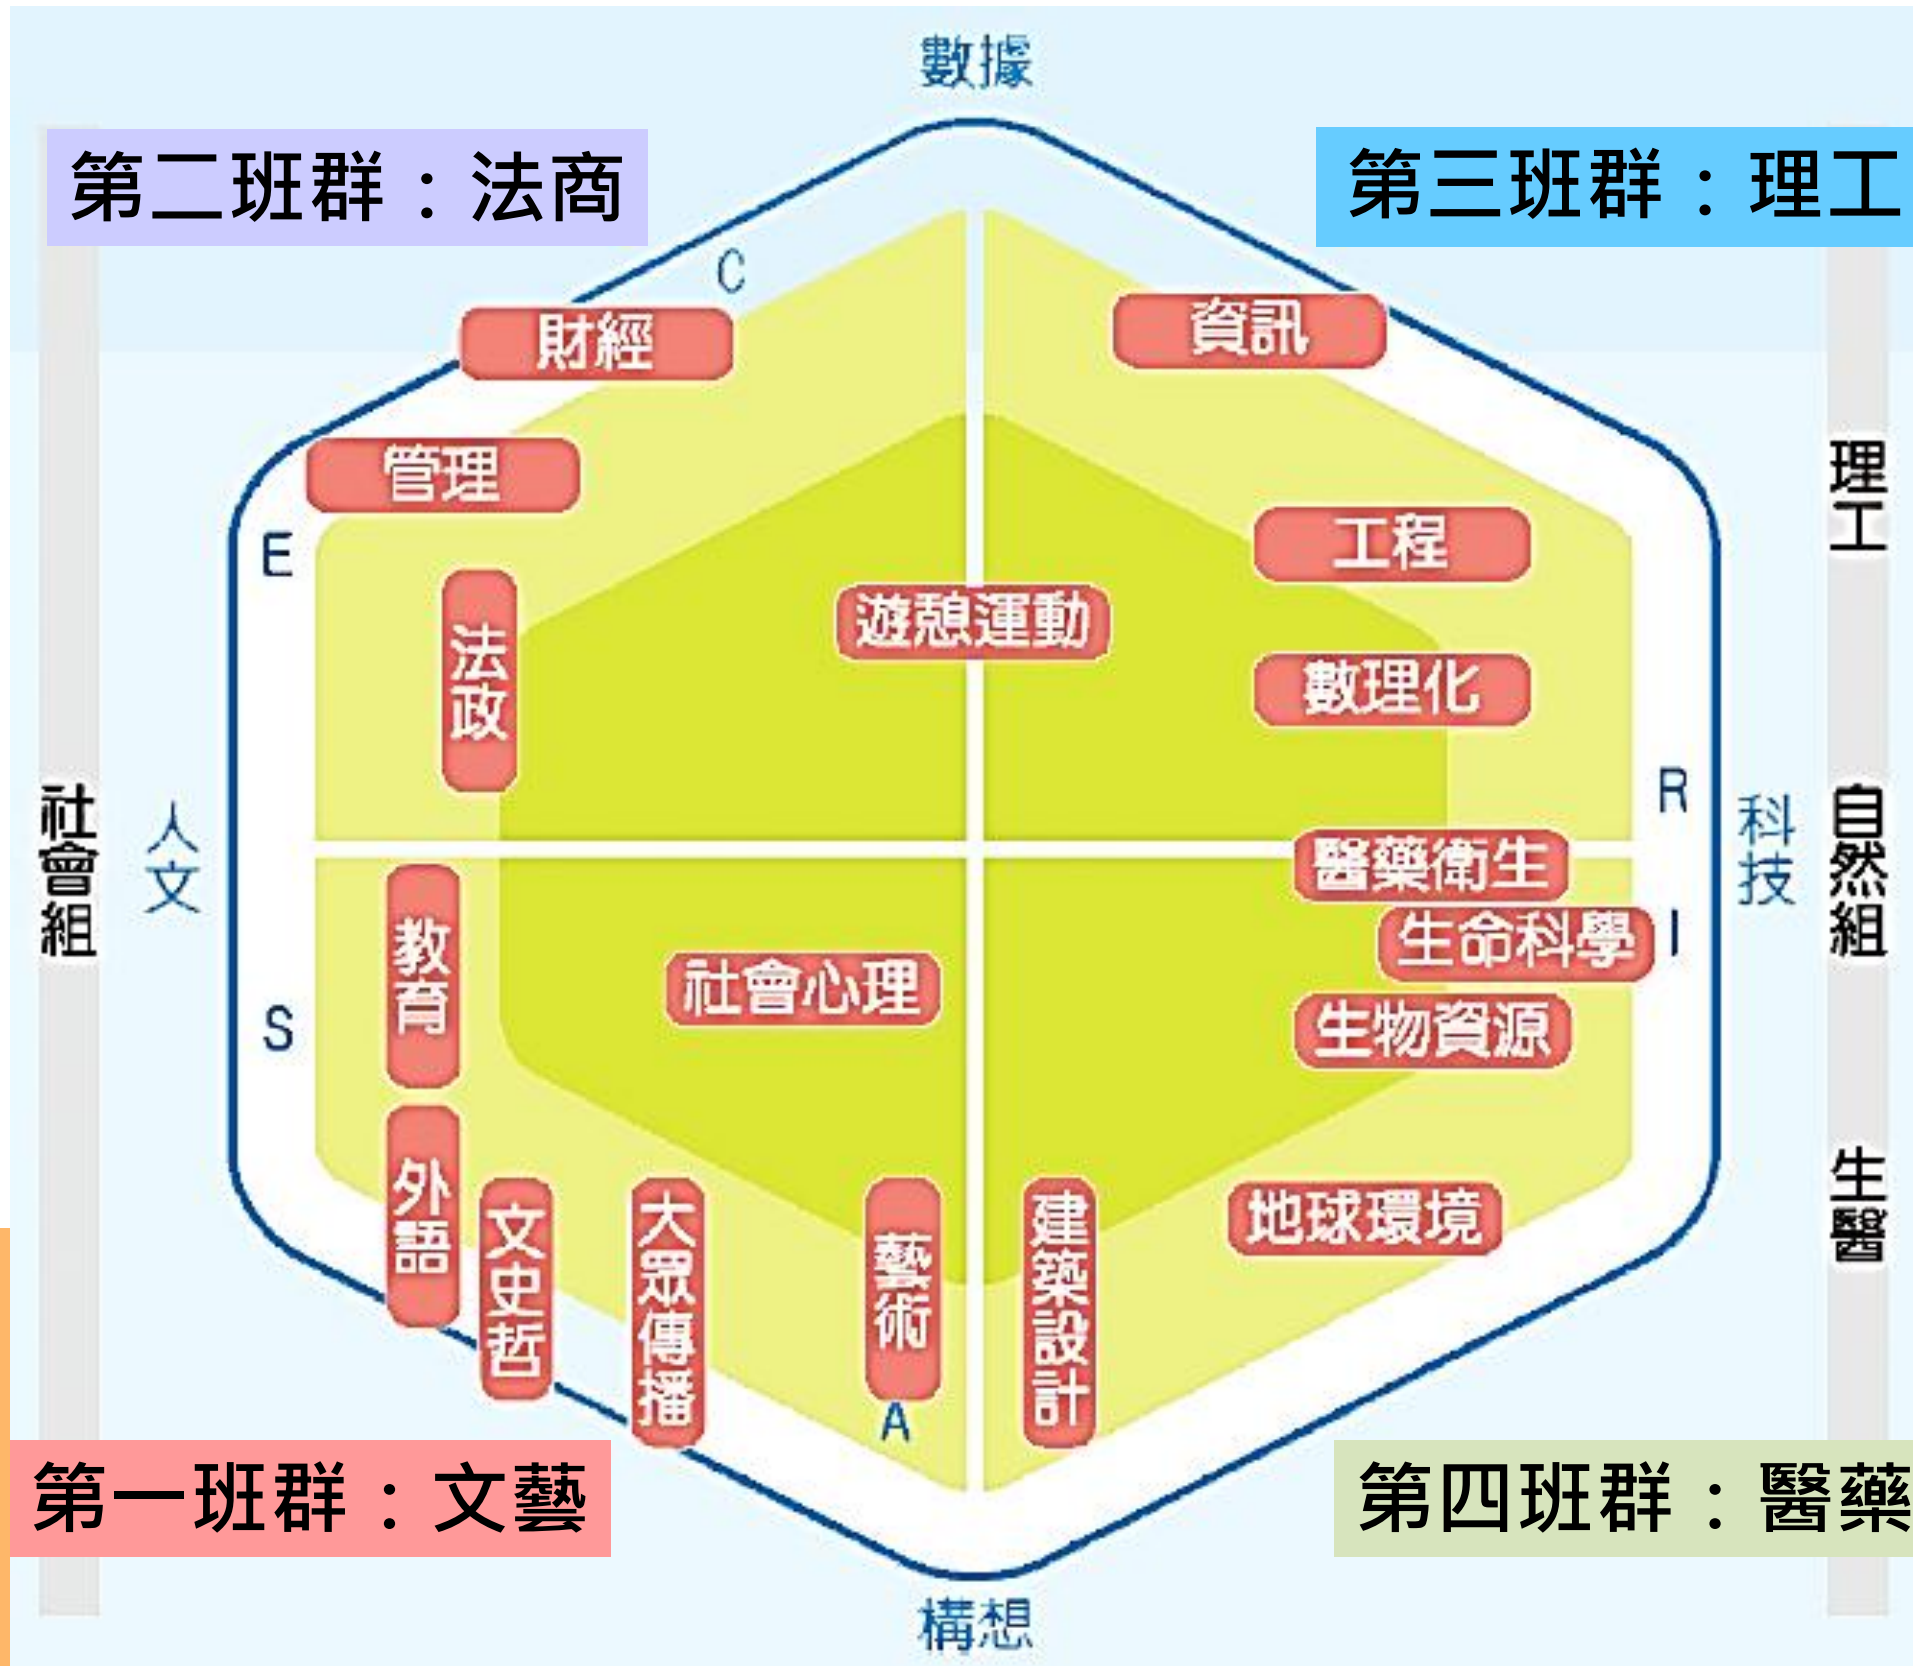 數據
第二班群：法商
第三班群：理工
C
財經
資訊
管理
理工
E
工程
法政
遊憩運動
數理化
R
社會組
人文
科技
自然組
醫藥衛生
教育
生命科學
I
社會心理
S
生物資源
外語
文史哲
大眾傳播
藝術
建築設計
地球環境
生醫
A
第一班群：文藝
第四班群：醫藥
構想